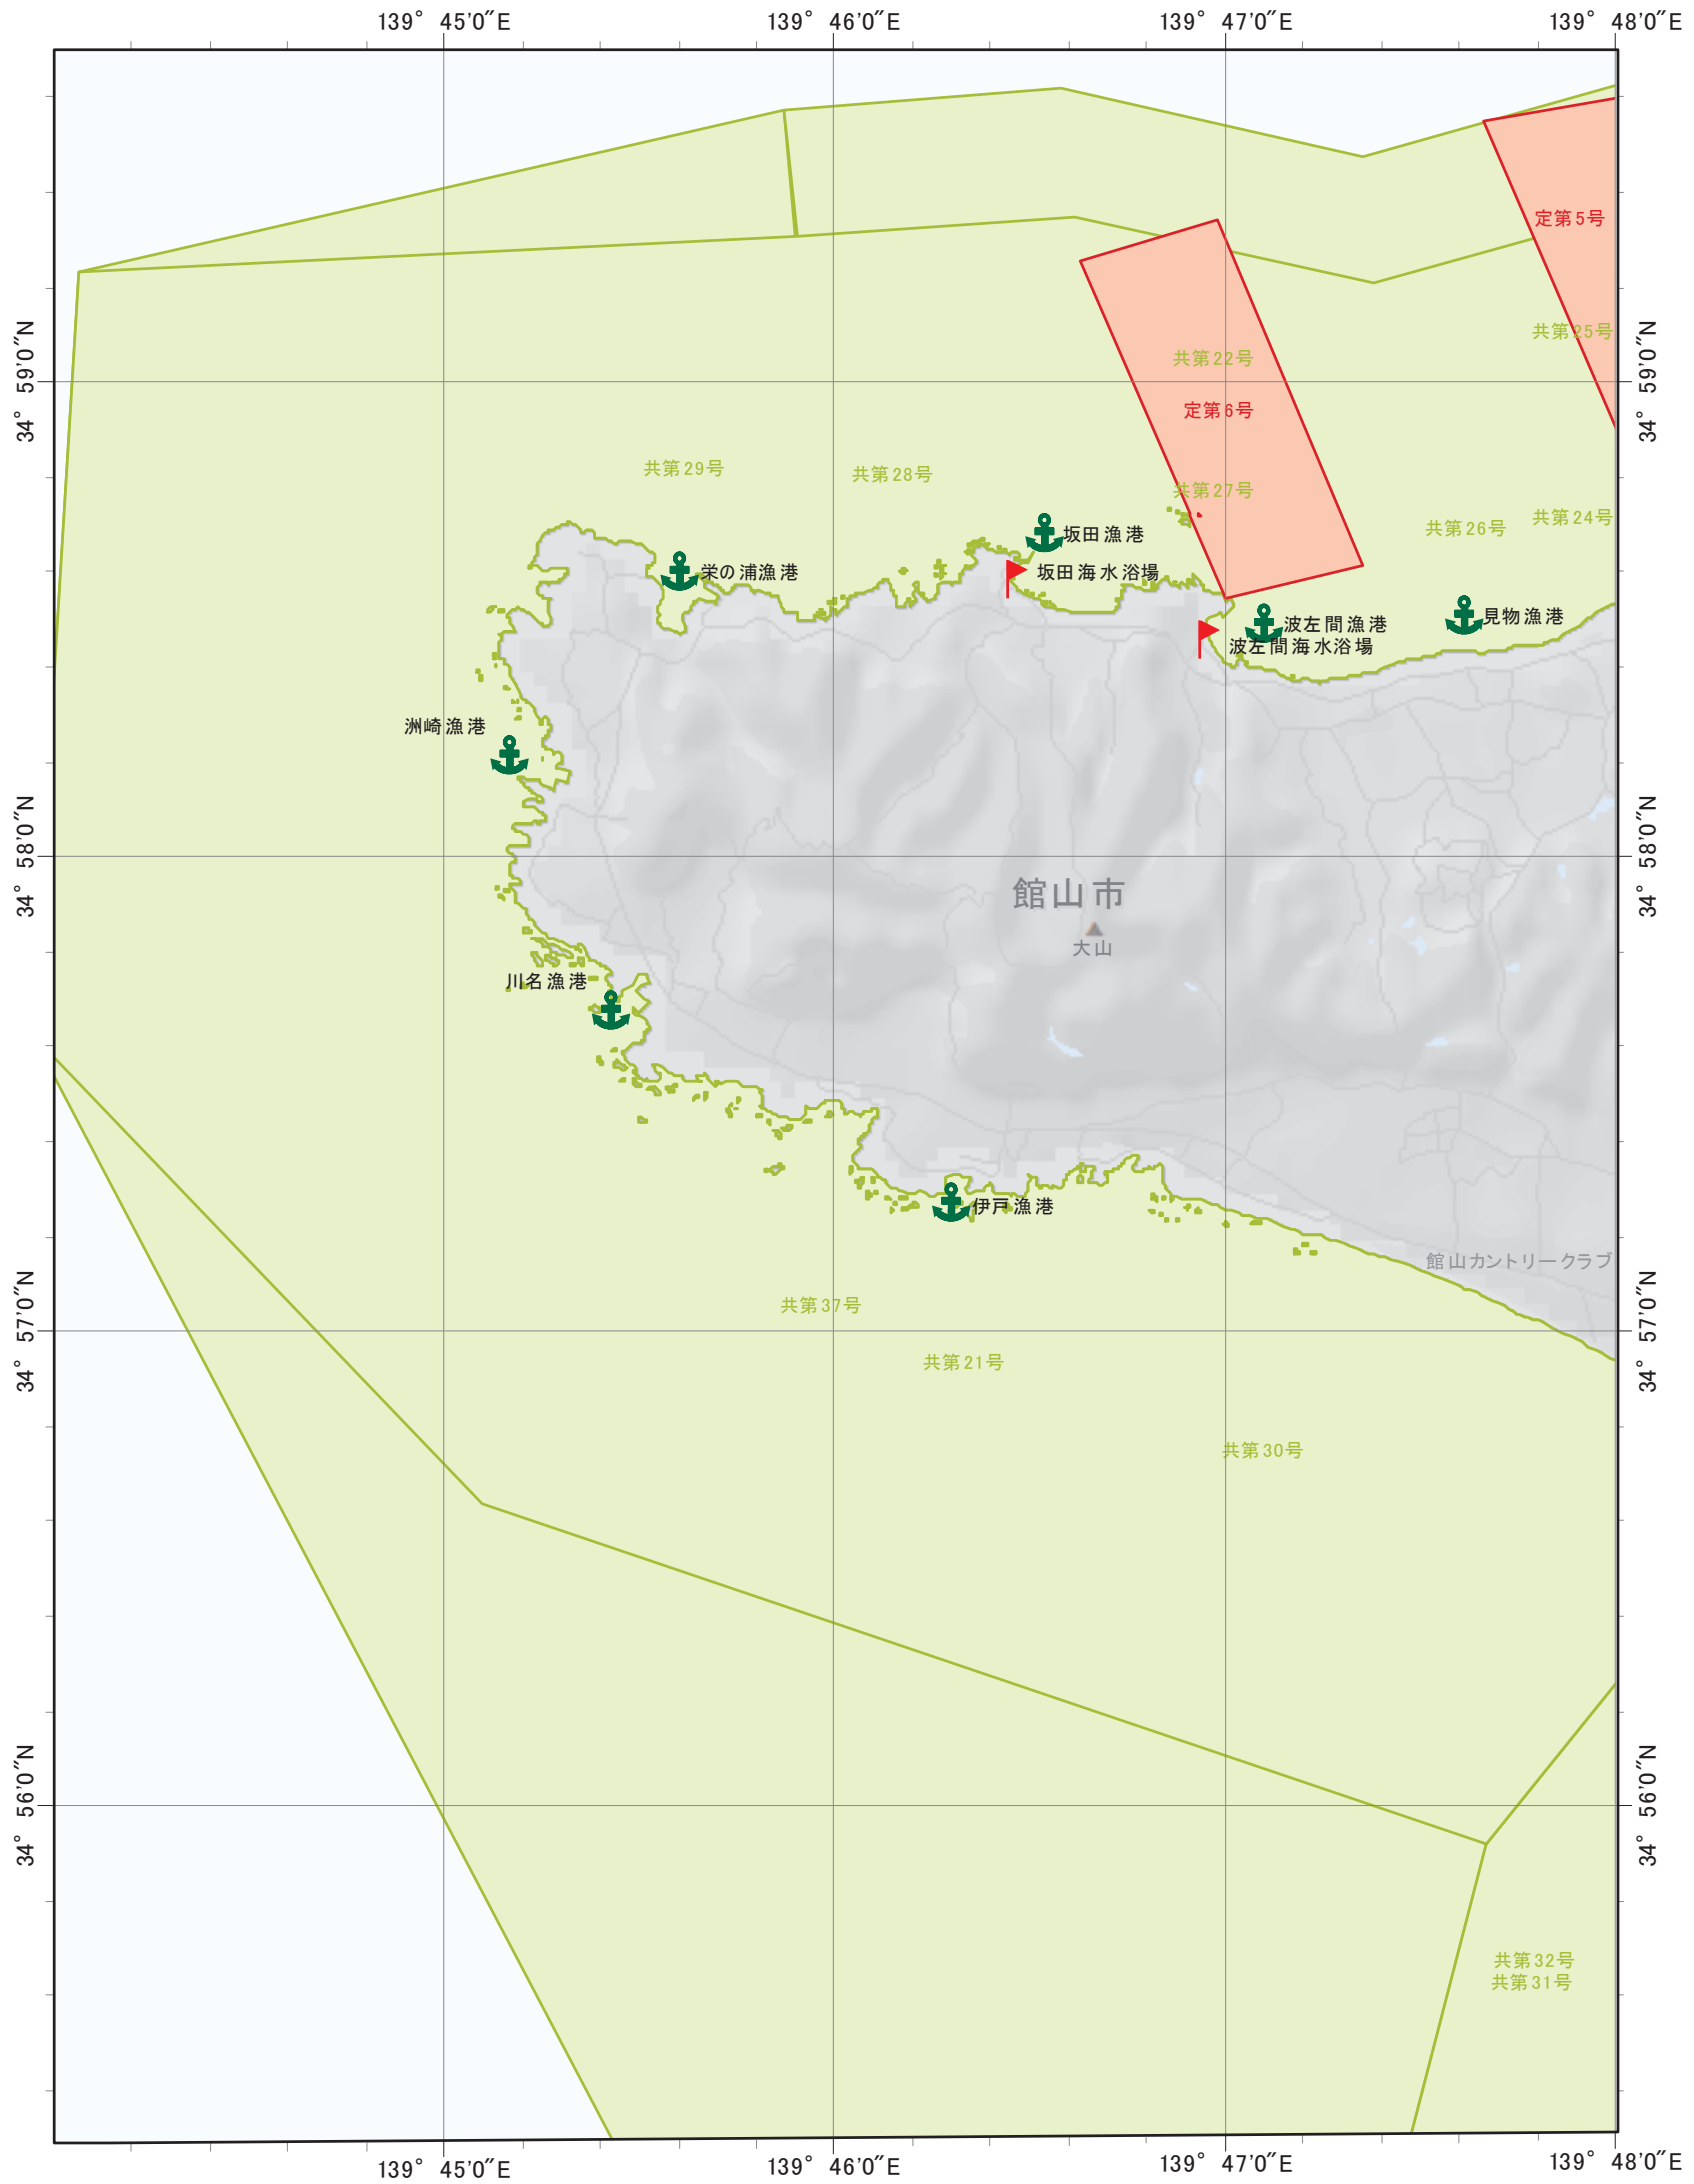 139° 45′0″E
139° 46′0″E
139° 47′0″E
139° 48′0″E
定第5号
共第25号
34° 59′0″N
34° 59′0″N
共第22号
定第6号
共第29号
共第28号
共第27号
共第26号
共第24号
坂田漁港
栄の浦漁港
坂田海水浴場
見物漁港
波左間漁港
波左間海水浴場
洲崎漁港
34° 58′0″N
34° 58′0″N
館山市
大山
川名漁港
伊戸漁港
館山カントリークラブ
共第37号
34° 57′0″N
34° 57′0″N
共第21号
共第30号
34° 56′0″N
34° 56′0″N
共第32号
共第31号
139° 45′0″E
139° 46′0″E
139° 47′0″E
139° 48′0″E